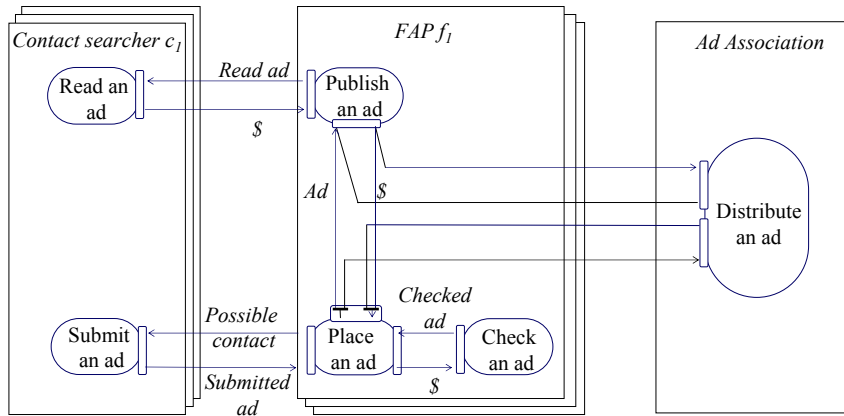 Contact searcher c1
FAP f1
Ad Association
Read an
ad
Read ad
$
Publish
an ad
Ad
$
Distribute
an ad
Submit
an ad
Possible
contact
Submitted
ad
Place
an ad
Checked
ad
$
Check
an ad